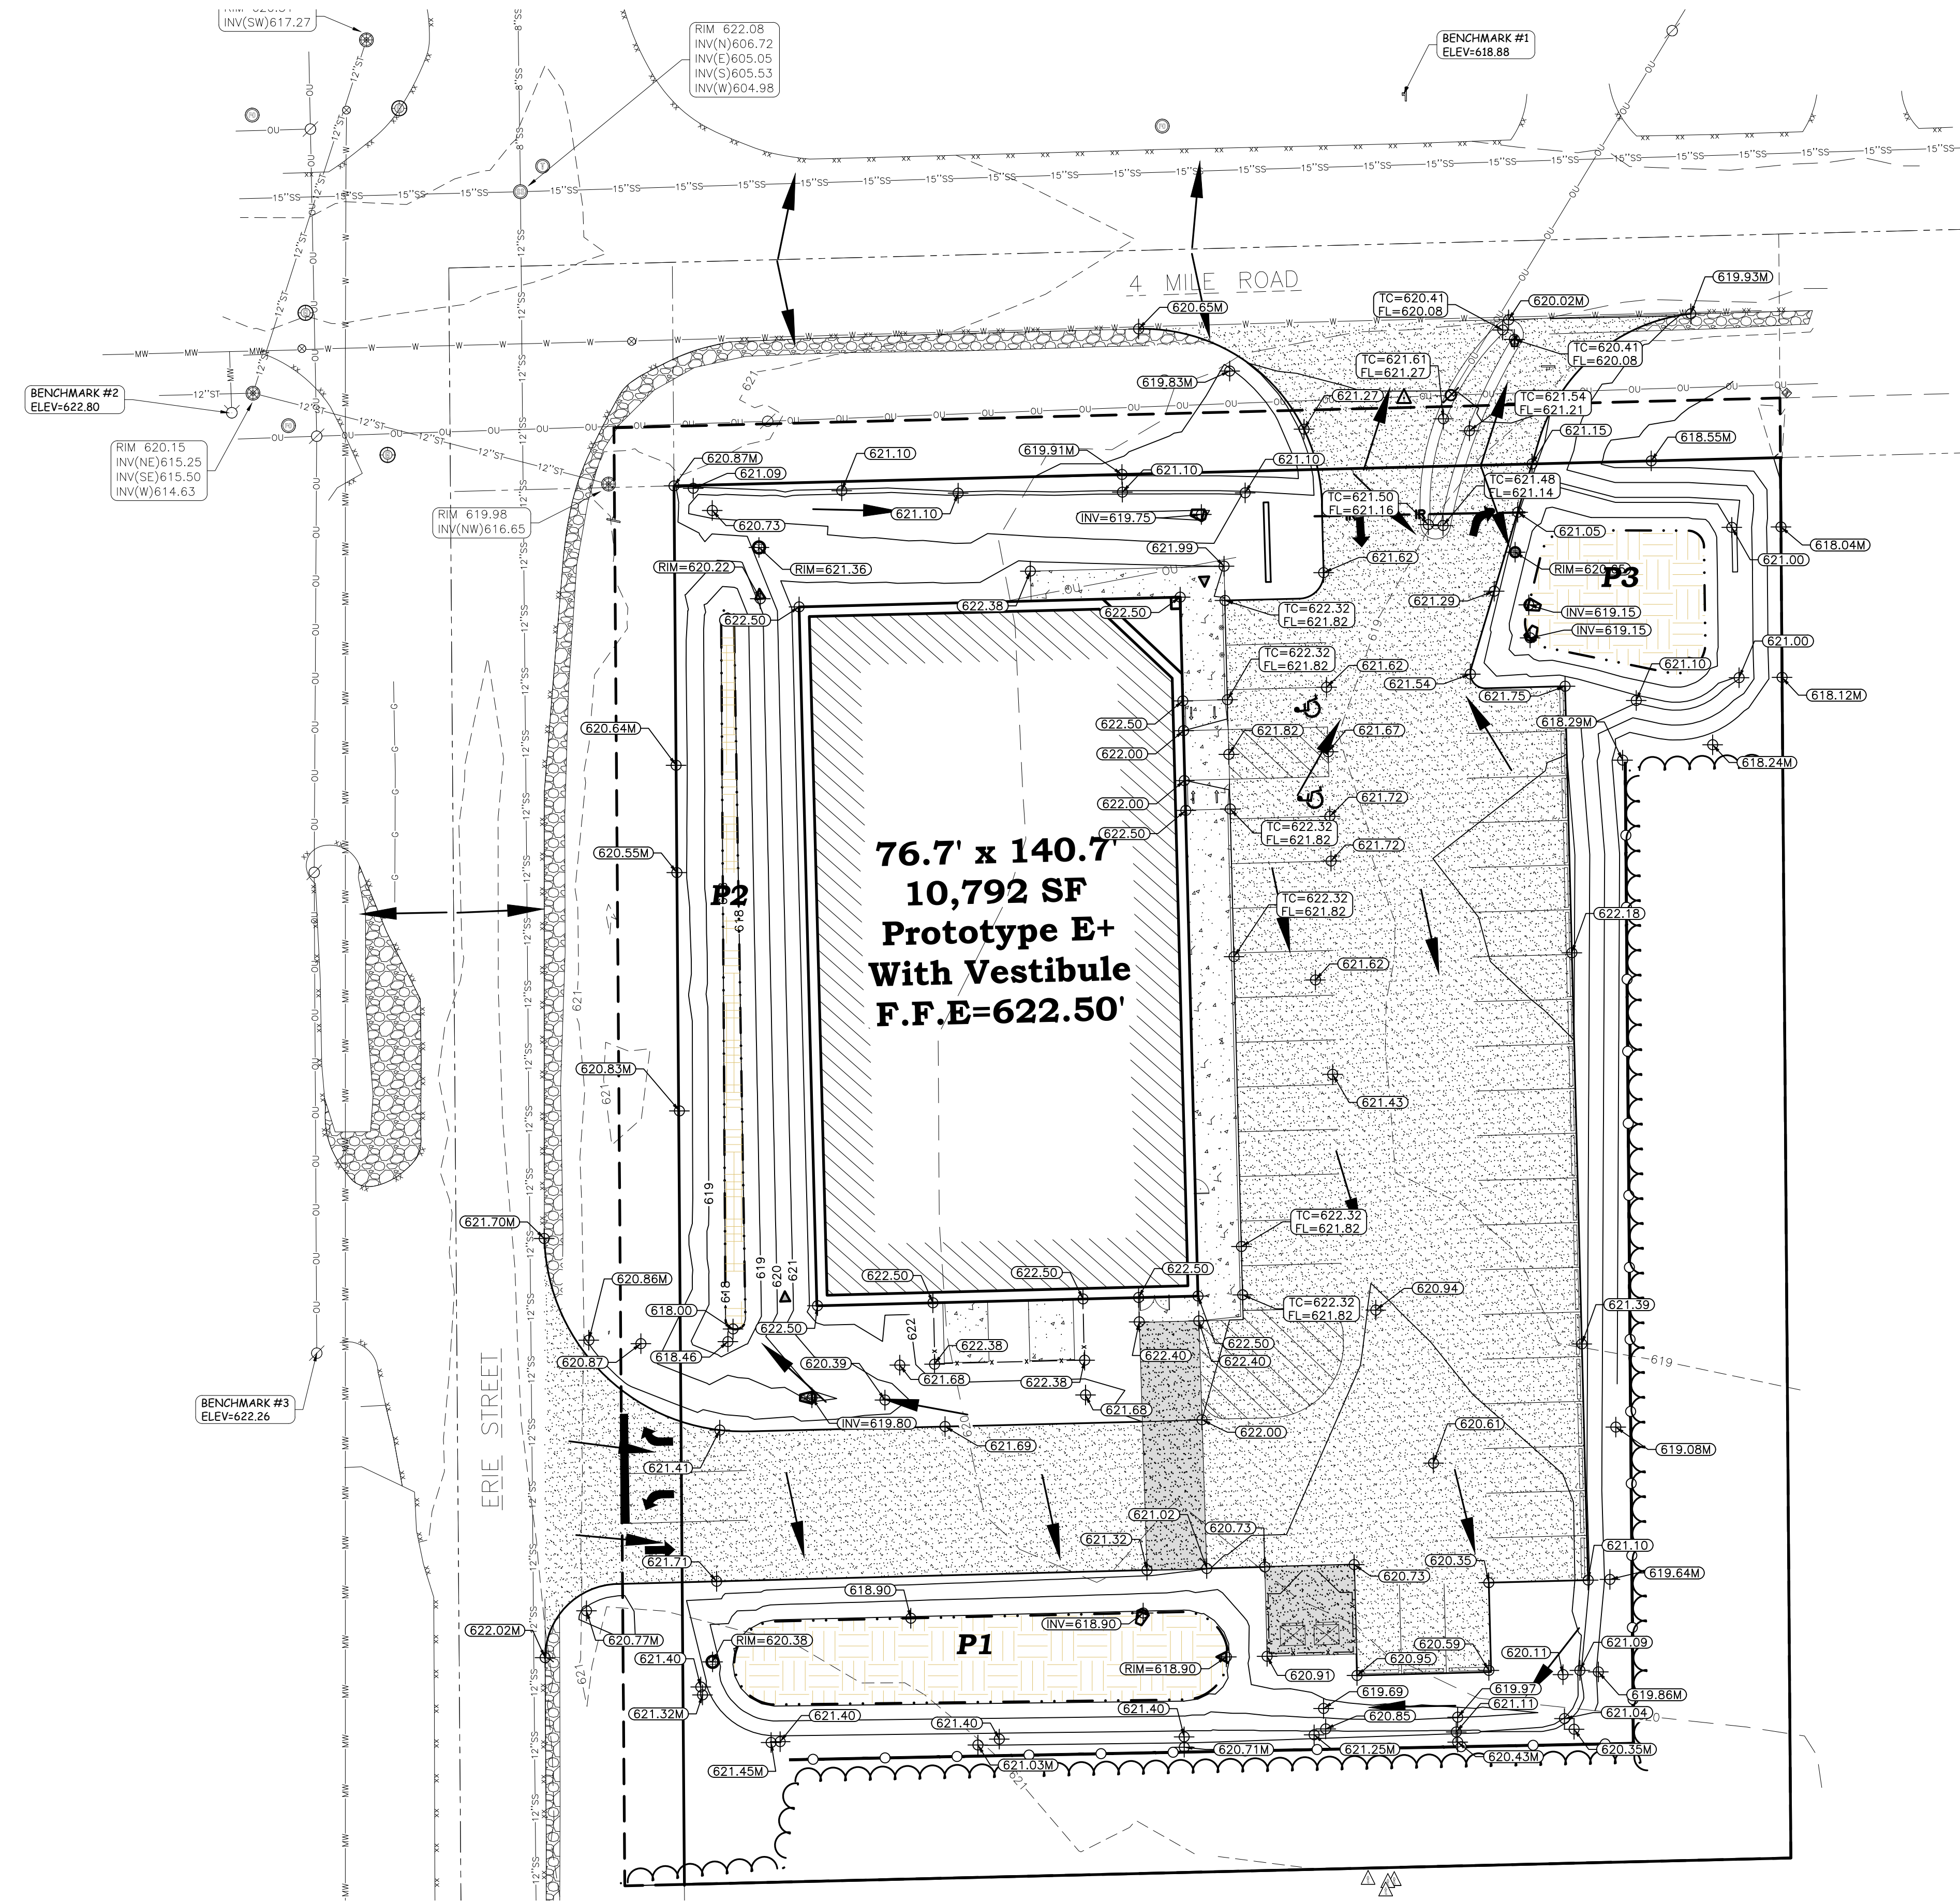 INV(SW)617.27
RIM 622.08
INV(N)606.72
INV(E)605.05
INV(S)605.53
INV(W)604.98
BENCHMARK #1
ELEV=618.88
4 MILE ROAD
620.65M
TC=620.41
FL=620.08
620.02M
619.93M
TC=620.41
FL=620.08
TC=621.61
FL=621.27
619.83M
621.27
TC=621.54
FL=621.21
BENCHMARK #2
ELEV=622.80
RIM 620.15
INV(NE)615.25
INV(SE)615.50
INV(W)614.63
RIM 619.98
INV(NW)616.65
620.87M
621.09
621.10
619.91M
621.10
621.10
621.15
618.55M
TC=621.48
FL=621.14
TC=621.50
FL=621.16
621.10
INV=619.75
620.73
621.05
618.04M
621.00
RIM=620.22
RIM=621.36
621.99
621.62
P3
622.38
622.50
622.50
TC=622.32
FL=621.82
621.29
INV=619.15
INV=619.15
621.00
TC=622.32
FL=621.82
621.62
621.54
621.10
621.75
618.12M
620.64M
622.50
621.82
621.67
618.29M
622.00
618.24M
622.00
621.72
622.50
TC=622.32
FL=621.82
621.72
620.55M
76.7' x 140.7'
10,792 SF
Prototype E+
With Vestibule
F.F.E=622.50'
P2
TC=622.32
FL=621.82
622.18
621.62
620.83M
621
621.43
619
621.70M
TC=622.32
FL=621.82
620.86M
618
619
620
621
622.50
622.50
622.50
618.00
622.50
622
TC=622.32
FL=621.82
620.94
621.39
620.87
618.46
620.39
622.38
622.40
622.50
622.40
619
621.68
622.38
BENCHMARK #3
ELEV=622.26
INV=619.80
621.68
ERIE STREET
620
621.69
622.00
620.61
619.08M
621.41
621.02
621.32
620.73
621.71
620.35
621.10
620.73
619.64M
618.90
INV=618.90
622.02M
620.77M
RIM=620.38
P1
621.40
RIM=618.90
620.91
620.95
620.59
620.11
621.09
621
621.32M
621.40
621.40
621.40
619.69
620.85
619.97
621.11
619.86M
621.04
620
621.45M
621.03M
620.71M
621.25M
620.43M
620.35M
621